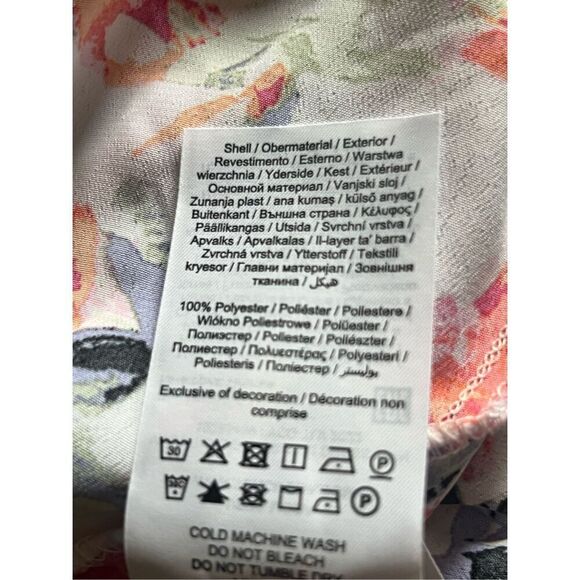 Shell / Obermaterial / Exterior /
Revestimento / Esterno / Warstwa
wierzchnia / Yderside / Kest / Extérieur /
Основной материал / Vanjski sloj /
Zunanja plast / ana kumaş / külső anyag /
Buitenkant / Външна страна / Κέλυφος /
Päällikangas / Utsida / Svrchní vrstva /
Apvalks / Apvalkalas / Il-layer ta' barra /
Zvrchná vrstva / Ytterstoff / Tekstili
kryesor / Главни материјал / Зовнішня
тканина / هيكل /
100% Polyester / Poliéster / Poliestere /
Włókno Poliestrowe / Polüester /
Полиэстер / Poliester / Poliészter /
Полиестер / Πολυεστέρας / Polyesteri /
Poliesteris / Поліестер / بوليستر /
Exclusive of decoration / Décoration non
comprise
30 P
P
COLD MACHINE WASH
DO NOT BLEACH
DO NOT TUMBLE DRY